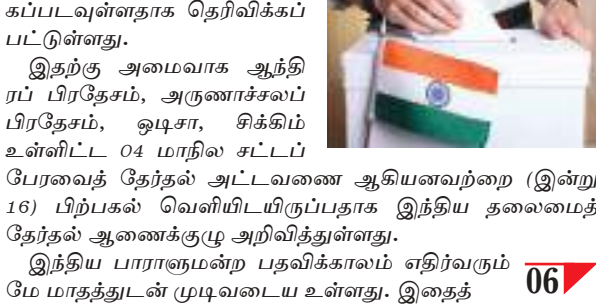 கப்படவுள்ளதாக தெரிவிக்கப்
பட்டுள்ளது.
இதற்கு அமைவாக ஆந்தி
ரப் பிரதேசம், அருணாச்சலப்
பிரதேசம், ஒடிசா, சிக்கிம்
உள்ளிட்ட 04 மாநில சட்டப்
பேரவைத் தேர்தல் அட்டவணை ஆகியனவற்றை (இன்று
16) பிற்பகல் வெளியிடயிருப்பதாக இந்திய தலைமைத்
தேர்தல் ஆணைக்குழு அறிவித்துள்ளது.
இந்திய பாராளுமன்ற பதவிக்காலம் எதிர்வரும்
மே மாதத்துடன் முடிவடைய உள்ளது. இதைத்
06